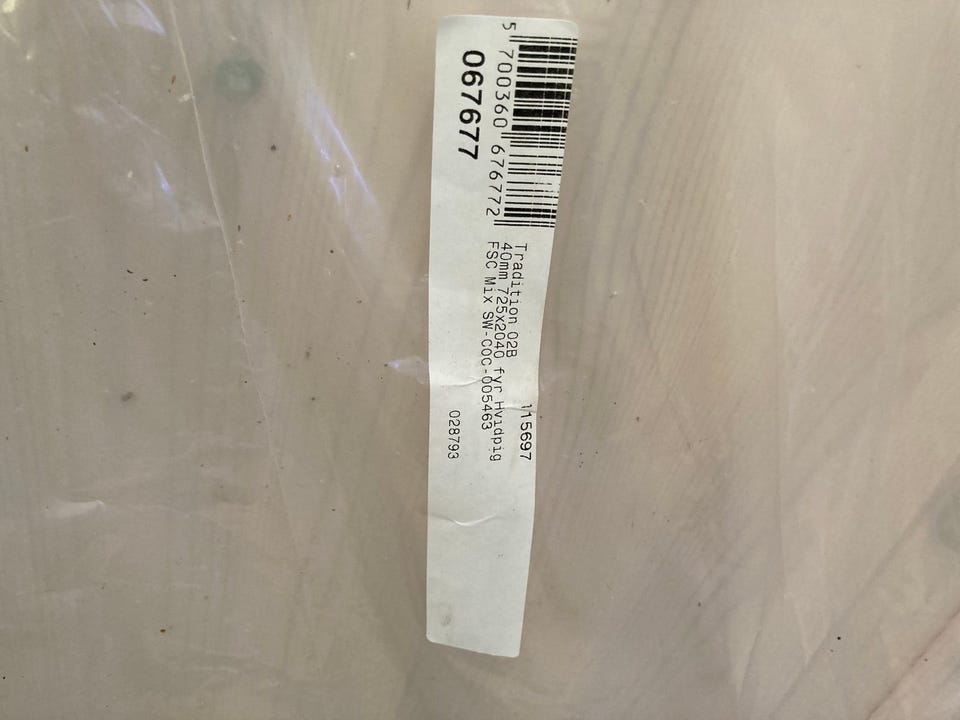 5 700360 676772
067677
Tradition 02B 115697
40mm 725x2040 fyr Hvidpig
FSC Mix SW-COC-005463
028793